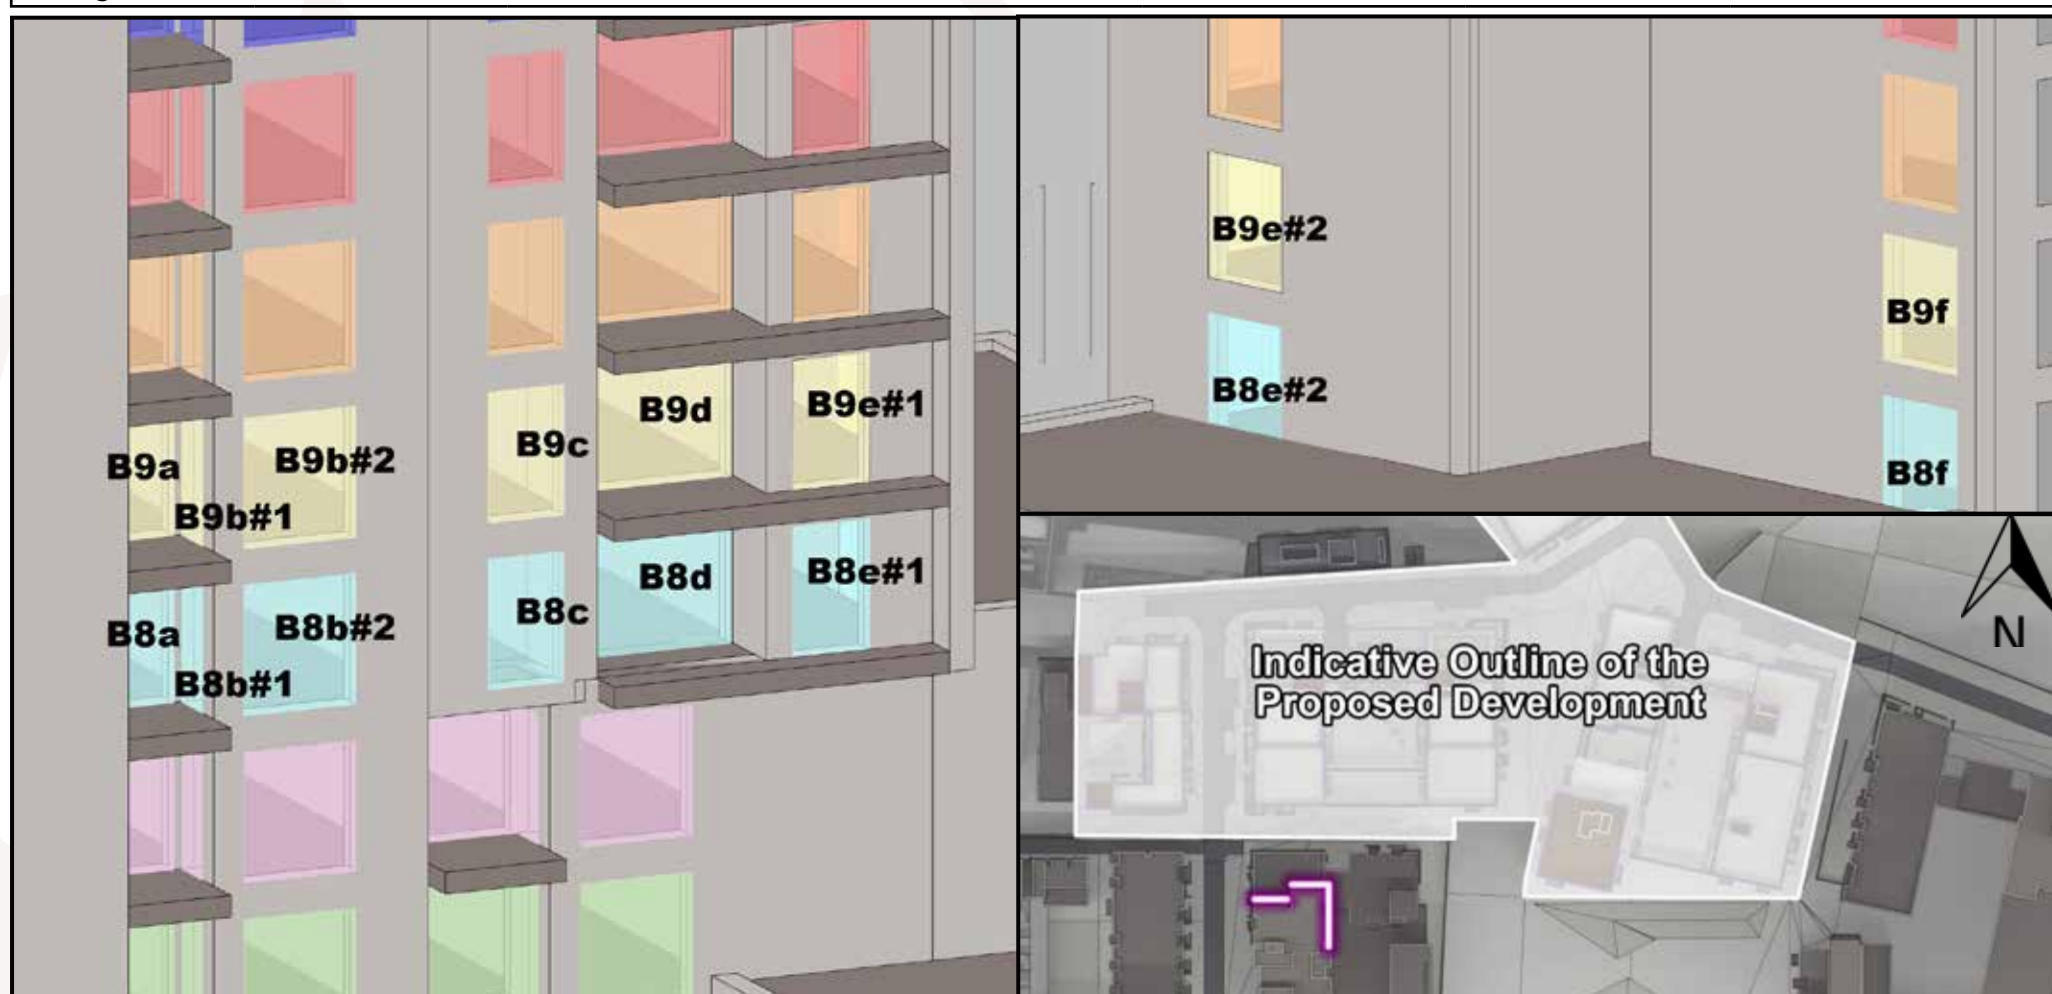 B9a
B9b#1
B9b#2
B9c
B9d
B9e#1
B8a
B8b#1
B8b#2
B8c
B8d
B8e#1
B9e#2
B9f
B8e#2
B8f
Indicative Outline of the
Proposed Development
N